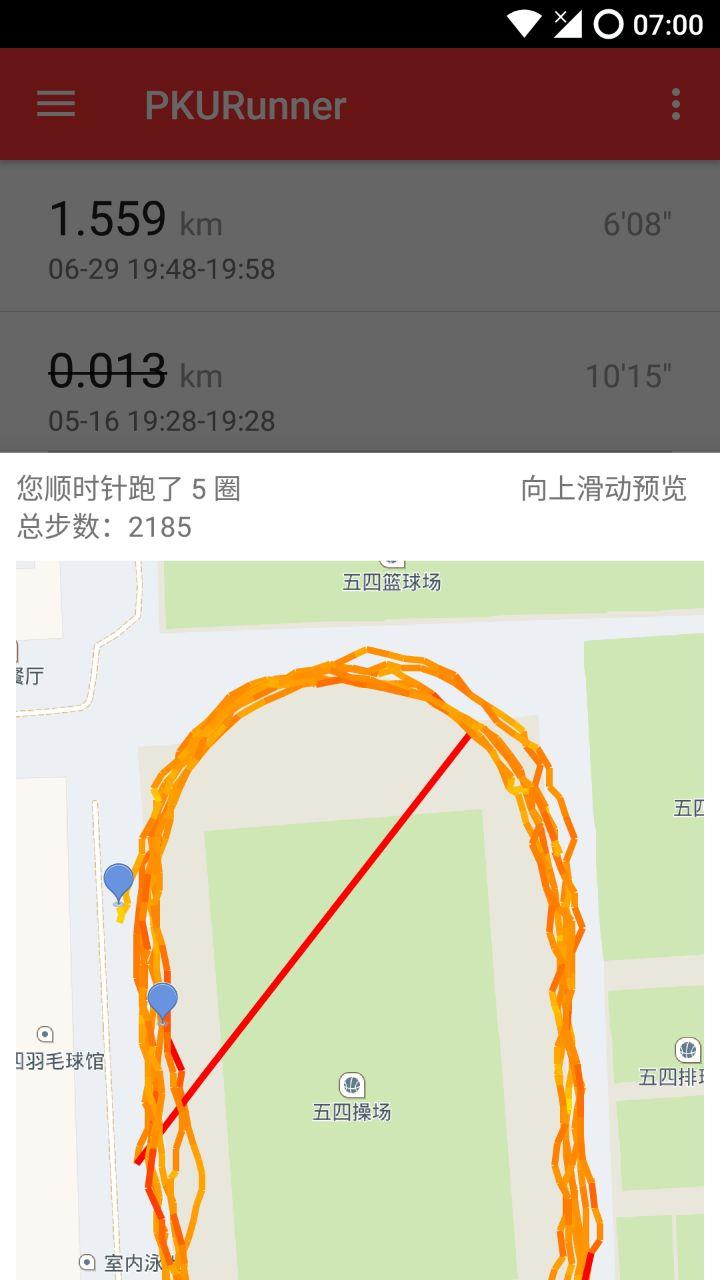 07:00
PKURunner
1.559 km 6'08"
06-29 19:48-19:58
0.013 km 10'15"
05-16 19:28-19:28
您顺时针跑了 5 圈 向上滑动预览
总步数：2185
五四篮球场
餐厅
五四
四羽毛球馆
五四操场
五四排球
室内泳